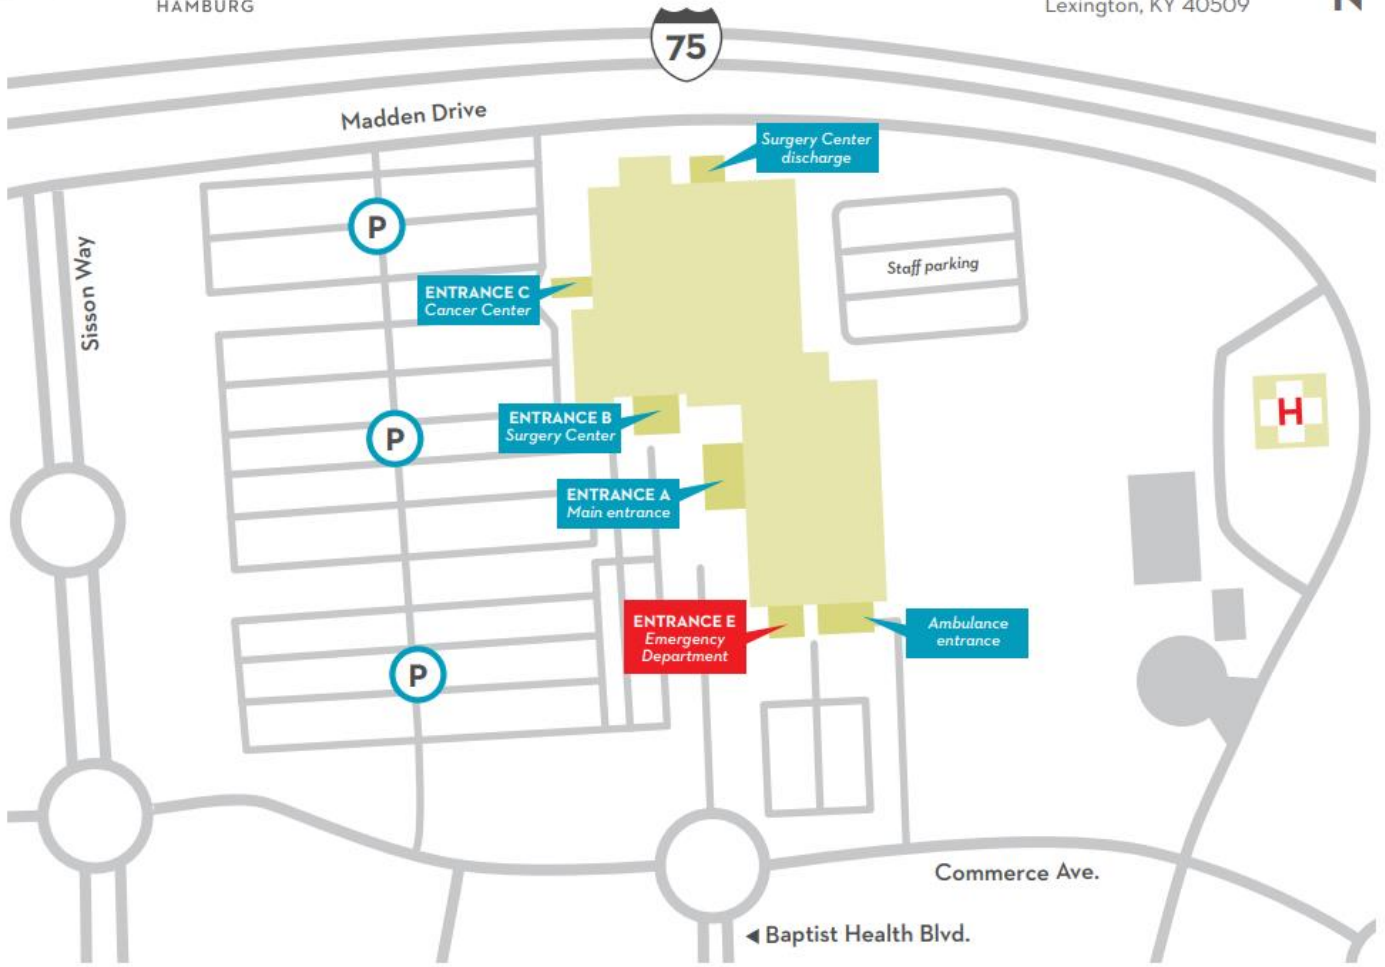 HAMBURG
Lexington, KY 40509
N
75
Madden Drive
Surgery Center
discharge
Sisson Way
P
Staff parking
ENTRANCE C
Cancer Center
H
ENTRANCE B
Surgery Center
P
ENTRANCE A
Main entrance
ENTRANCE E
Emergency
Department
Ambulance
entrance
P
Commerce Ave.
Baptist Health Blvd.